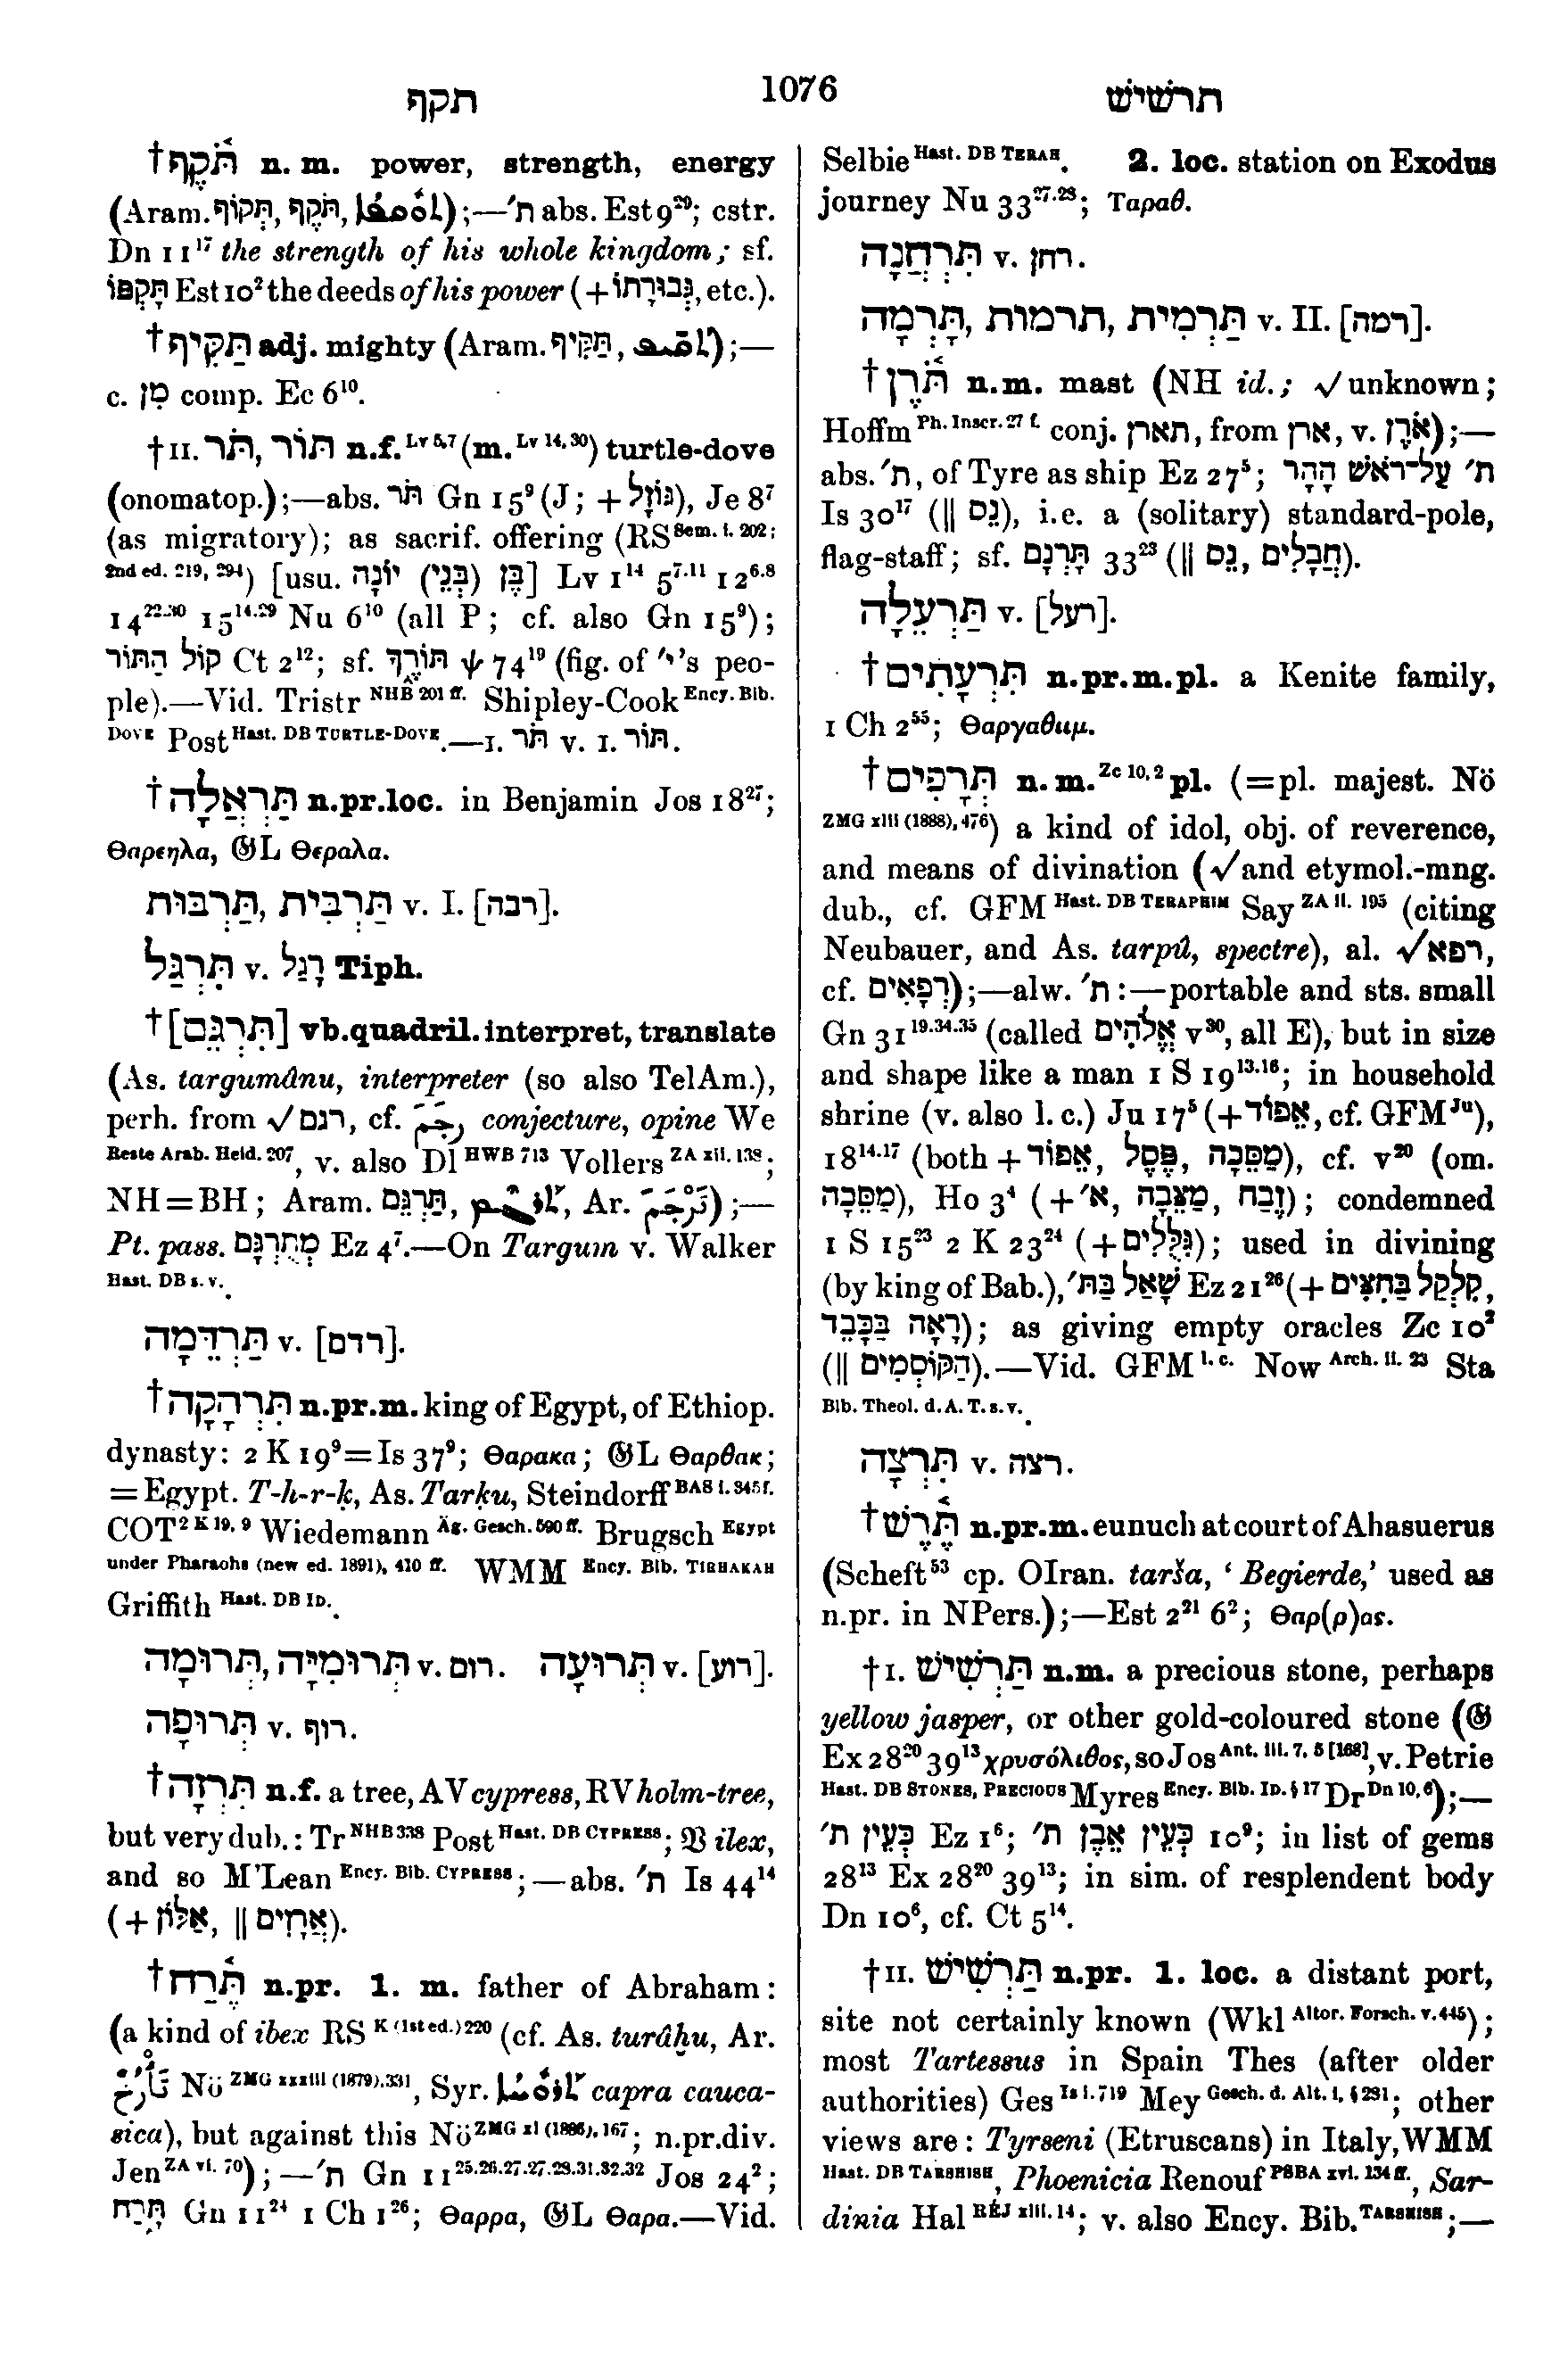 תקף
1076
תרשיש
†תֹּ֫קֶף n. m. power, strength, energy
(Aram. תְּקוֹף, תֹּקֶף, ܬܘܩܦܐ);—ת׳ abs. Est 9²⁹; cstr.
Dn 11¹⁷ the strength of his whole kingdom; sf.
תָּקְפּוֹ Est 10² the deeds of his power (+גְּבוּרָתוֹ, etc.).
†תַּקִּיף adj. mighty (Aram. תַּקִּיף, ܬܩܝܦ);—
c. מִן comp. Ec 6¹⁰.
†II. תּוֹר, תֹּר n.f. Lv 5,7 (m. Lv 14,30) turtle-dove
(onomatop.);—abs. תֹּר Gn 15⁹ (J; +גּוֹזָל), Je 8⁷
(as migratory); as sacrif. offering (RS Sem. i. 202;
2nd ed. 219, 294) [usu. בֶּן (בְּנֵי) יוֹנָה] Lv 1¹⁴ 5⁷·¹¹ 12⁶·⁸
14²²·³⁰ 15¹⁴·²⁹ Nu 6¹⁰ (all P; cf. also Gn 15⁹);
קוֹל הַתּוֹר Ct 2¹²; sf. תּוֹרֶ֑ךָ ψ 74¹⁹ (fig. of י׳'s peo-
ple).—Vid. Tristr NHB 201 ff. Shipley-Cook Ency. Bib.
Dove Post Hast. DB Turtle-Dove.—I. תֹּר v. I. תּוֹר.
†תַּרְאֲלָה n.pr.loc. in Benjamin Jos 18²⁷;
Θαρεηλα, 𝔊L Θεραλα.
תַּרְבִּית, תַּרְבּוּת v. I. [רבה].
תִּרְגַּל v. רָגַל Tiph.
†[תִּרְגֵּם] vb.quadril. interpret, translate
(As. targumânu, interpreter (so also TelAm.),
perh. from √רגם, cf. رَجَمَ conjecture, opine We
Reste Arab. Heid. 207, v. also Dl HWB 713 Vollers ZA xii. 138;
NH = BH; Aram. תַּרְגֵּם, ܬܪܓܡ, Ar. تَرْجَمَ);—
Pt. pass. מְתֻרְגָּם Ez 4⁷.—On Targum v. Walker
Hast. DB s. v.
תַּרְדֵּמָה v. [רדם].
†תִּרְהָקָה n.pr.m. king of Egypt, of Ethiop.
dynasty: 2 K 19⁹ = Is 37⁹; Θαρακα; 𝔊L Θαρθακ;
= Egypt. T-h-r-ḳ, As. Tarḳu, Steindorff BAS i. 345 f.
COT 2 K 19, 9 Wiedemann Äg. Gesch. 590 ff. Brugsch Egypt
under Pharaohs (new ed. 1891), 410 ff. WMM Ency. Bib. Tirhakah
Griffith Hast. DB Id.
תְּרוּמָה, תְּרוּמִיָּה v. רום. תְּרוּעָה v. [רוע].
תְּרוּפָה v. רוף.
†תִּרְזָה n.f. a tree, AV cypress, RV holm-tree,
but very dub.: Tr NHB 338 Post Hast. DB Cypress; 𝔙 ilex,
and so M'Lean Ency. Bib. Cypress;—abs. ת׳ Is 44¹⁴
(+אַלּוֹן, ‖ אֲרָזִים).
†תֶּ֫רַח n.pr. 1. m. father of Abraham:
(a kind of ibex RS K (1st ed.) 220 (cf. As. turâḫu, Ar.
Nö ZMG xxxiii (1879), 331, Syr. ܬܪܘܚܐ capra cauca-
sica), but against this Nö ZMG xl (1886), 167; n.pr.div.
Jen ZA vi. 70);—ת׳ Gn 11²⁵·²⁶·²⁷·²⁷·²⁸·³¹·³²·³² Jos 24²;
תָּ֑רַח Gn 11²⁴ 1 Ch 1²⁶; Θαρρα, 𝔊L Θαρα.—Vid.
Selbie Hast. DB Terah. 2. loc. station on Exodus
journey Nu 33²⁷·²⁸; Ταραθ.
תִּרְחֲנָה v. רחן.
תָּרְמָה, תרמות, תַּרְמִית v. II. [רמה].
†תֹּ֫רֶן n.m. mast (NH id.; √unknown;
Hoffm Ph. Inscr. 27 f. conj. תארן, from ארן, v. אֹרֶן);—
abs. ת׳, of Tyre as ship Ez 27⁵; ת׳ עַל־רֹאשׁ הָהָר
Is 30¹⁷ (‖ נֵס), i.e. a (solitary) standard-pole,
flag-staff; sf. תָּרְנָם 33²³ (‖ נֵס, חֲבָלִים).
תַּרְעֵלָה v. [רעל].
†תִּרְעָתִים n.pr.m.pl. a Kenite family,
1 Ch 2⁵⁵; Θαργαθιιμ.
†תְּרָפִים n. m. Zc 10, 2 pl. (=pl. majest. Nö
ZMG xlii (1888), 476) a kind of idol, obj. of reverence,
and means of divination (√and etymol.-mng.
dub., cf. GFM Hast. DB Teraphim Say ZA ii. 195 (citing
Neubauer, and As. tarpû, spectre), al. √רפא,
cf. רְפָאִים);—alw. ת׳:—portable and sts. small
Gn 31¹⁹·³⁴·³⁵ (called אֱלֹהִים v³⁰, all E), but in size
and shape like a man 1 S 19¹³·¹⁶; in household
shrine (v. also l. c.) Ju 17⁵ (+אֵפוֹד, cf. GFM Ju),
18¹⁴·¹⁷ (both +אֵפוֹד, פֶּסֶל, מַסֵּכָה), cf. v²⁰ (om.
מַסֵּכָה), Ho 3⁴ (+א׳, מַצֵּבָה, זֶבַח); condemned
1 S 15²³ 2 K 23²⁴ (+גִּלֻּלִים); used in divining
(by king of Bab.), שָׁאַל בַּתּ׳ Ez 21²⁶ (+קִלְקַל בַּחִצִּים,
רָאָה בַּכָּבֵד); as giving empty oracles Zc 10²
(‖ הַקּוֹסְמִים).—Vid. GFM l. c. Now Arch. ii. 23 Sta
Bib. Theol. d. A. T. s. v.
תִּרְצָה v. רצה.
†תֶּ֫רֶשׁ n.pr.m. eunuch at court of Ahasuerus
(Scheft⁵³ cp. OIran. tarša, ‘Begierde,’ used as
n.pr. in NPers.);—Est 2²¹ 6²; Θαρ(ρ)ας.
†I. תַּרְשִׁישׁ n.m. a precious stone, perhaps
yellow jasper, or other gold-coloured stone (𝔊
Ex 28²⁰ 39¹³ χρυσόλιθος, so Jos Ant. iii. 7, 5 [168], v. Petrie
Hast. DB Stones, Precious Myres Ency. Bib. Id. § 17 Dr Dn 10, 6);—
כְּעֵין ת׳ Ez 1⁶; כְּעֵין אֶבֶן ת׳ 10⁹; in list of gems
28¹³ Ex 28²⁰ 39¹³; in sim. of resplendent body
Dn 10⁶, cf. Ct 5¹⁴.
†II. תַּרְשִׁישׁ n.pr. 1. loc. a distant port,
site not certainly known (Wkl Altor. Forsch. v. 445);
most Tartessus in Spain Thes (after older
authorities) Ges Is i. 719 Mey Gesch. d. Alt. i, § 281; other
views are: Tyrseni (Etruscans) in Italy, WMM
Hast. DB Tarshish, Phoenicia Renouf PSBA xvi. 134 ff., Sar-
dinia Hal RÉJ xiii. 14; v. also Ency. Bib. Tarshish;—